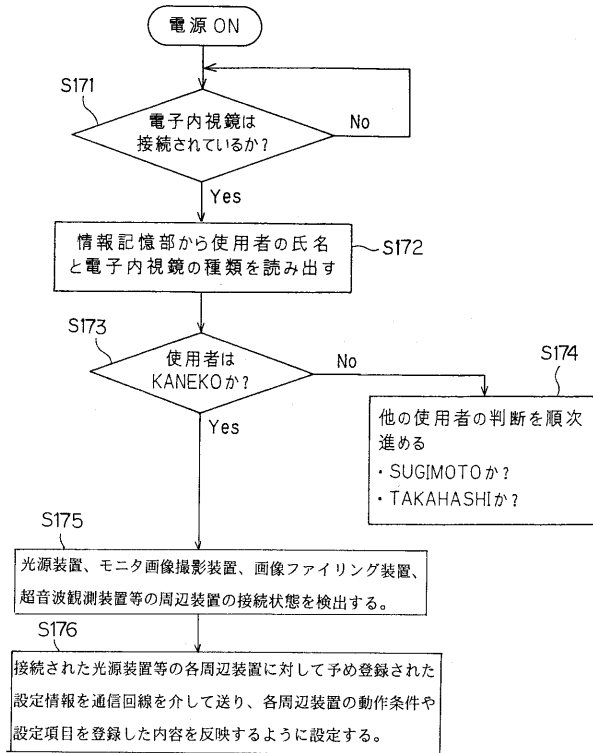 電源ON
S171
電子内視鏡は
接続されているか?
No
Yes
情報記憶部から使用者の氏名
と電子内視鏡の種類を読み出す
S172
S173
使用者は
KANEKOか?
No
S174
Yes
他の使用者の判断を順次
進める
・SUGIMOTOか?
・TAKAHASHIか?
S175
光源装置、モニタ画像撮影装置、画像ファイリング装置、
超音波観測装置等の周辺装置の接続状態を検出する。
S176
接続された光源装置等の各周辺装置に対して予め登録された
設定情報を通信回線を介して送り、各周辺装置の動作条件や
設定項目を登録した内容を反映するように設定する。